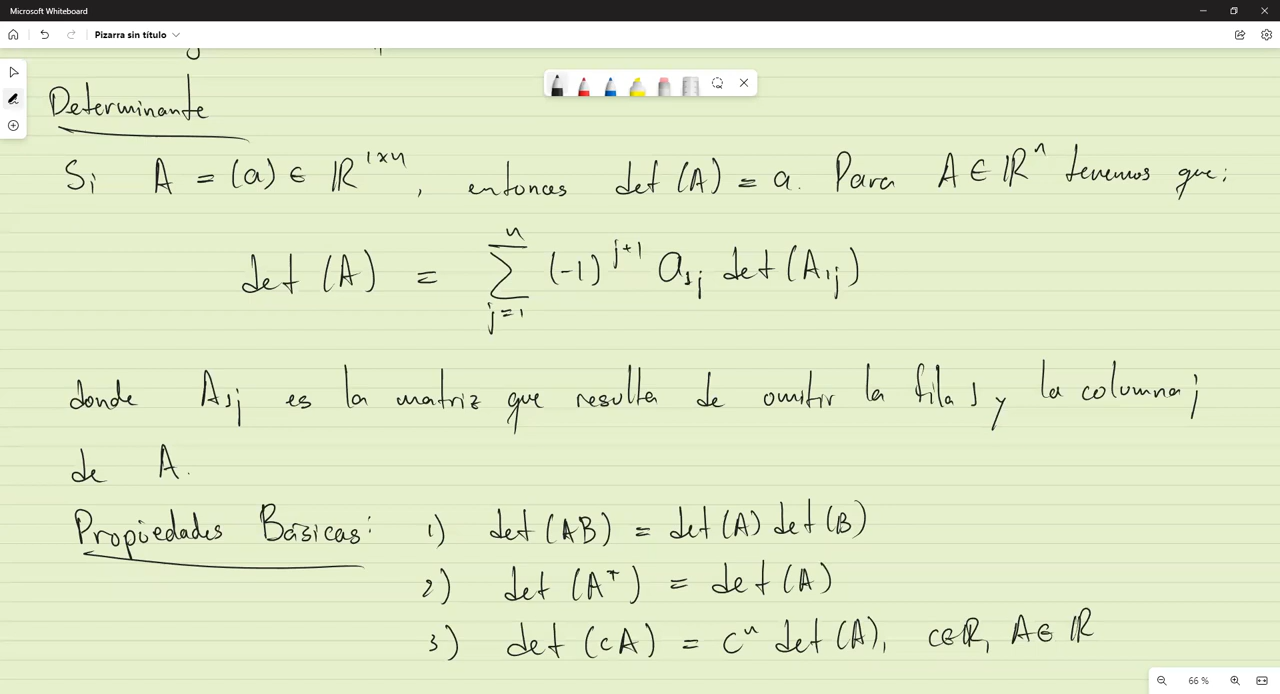 Microsoft Whiteboard
Pizarra sin título
Determinante
Si A = (a) ∈ ℝ^{1×n}, entonces det (A) = a. Para A ∈ ℝ^n tenemos que:
det (A) = ∑_{j=1}^{n} (-1)^{j+1} a_{1j} det (A_{1j})
donde A_{1j} es la matriz que resulta de omitir la fila 1 y la columna j
de A.
Propiedades Básicas: 1) det (AB) = det (A) det (B)
2) det (A^T) = det (A)
3) det (cA) = c^n det (A), c∈ℝ, A∈ ℝ
66 %